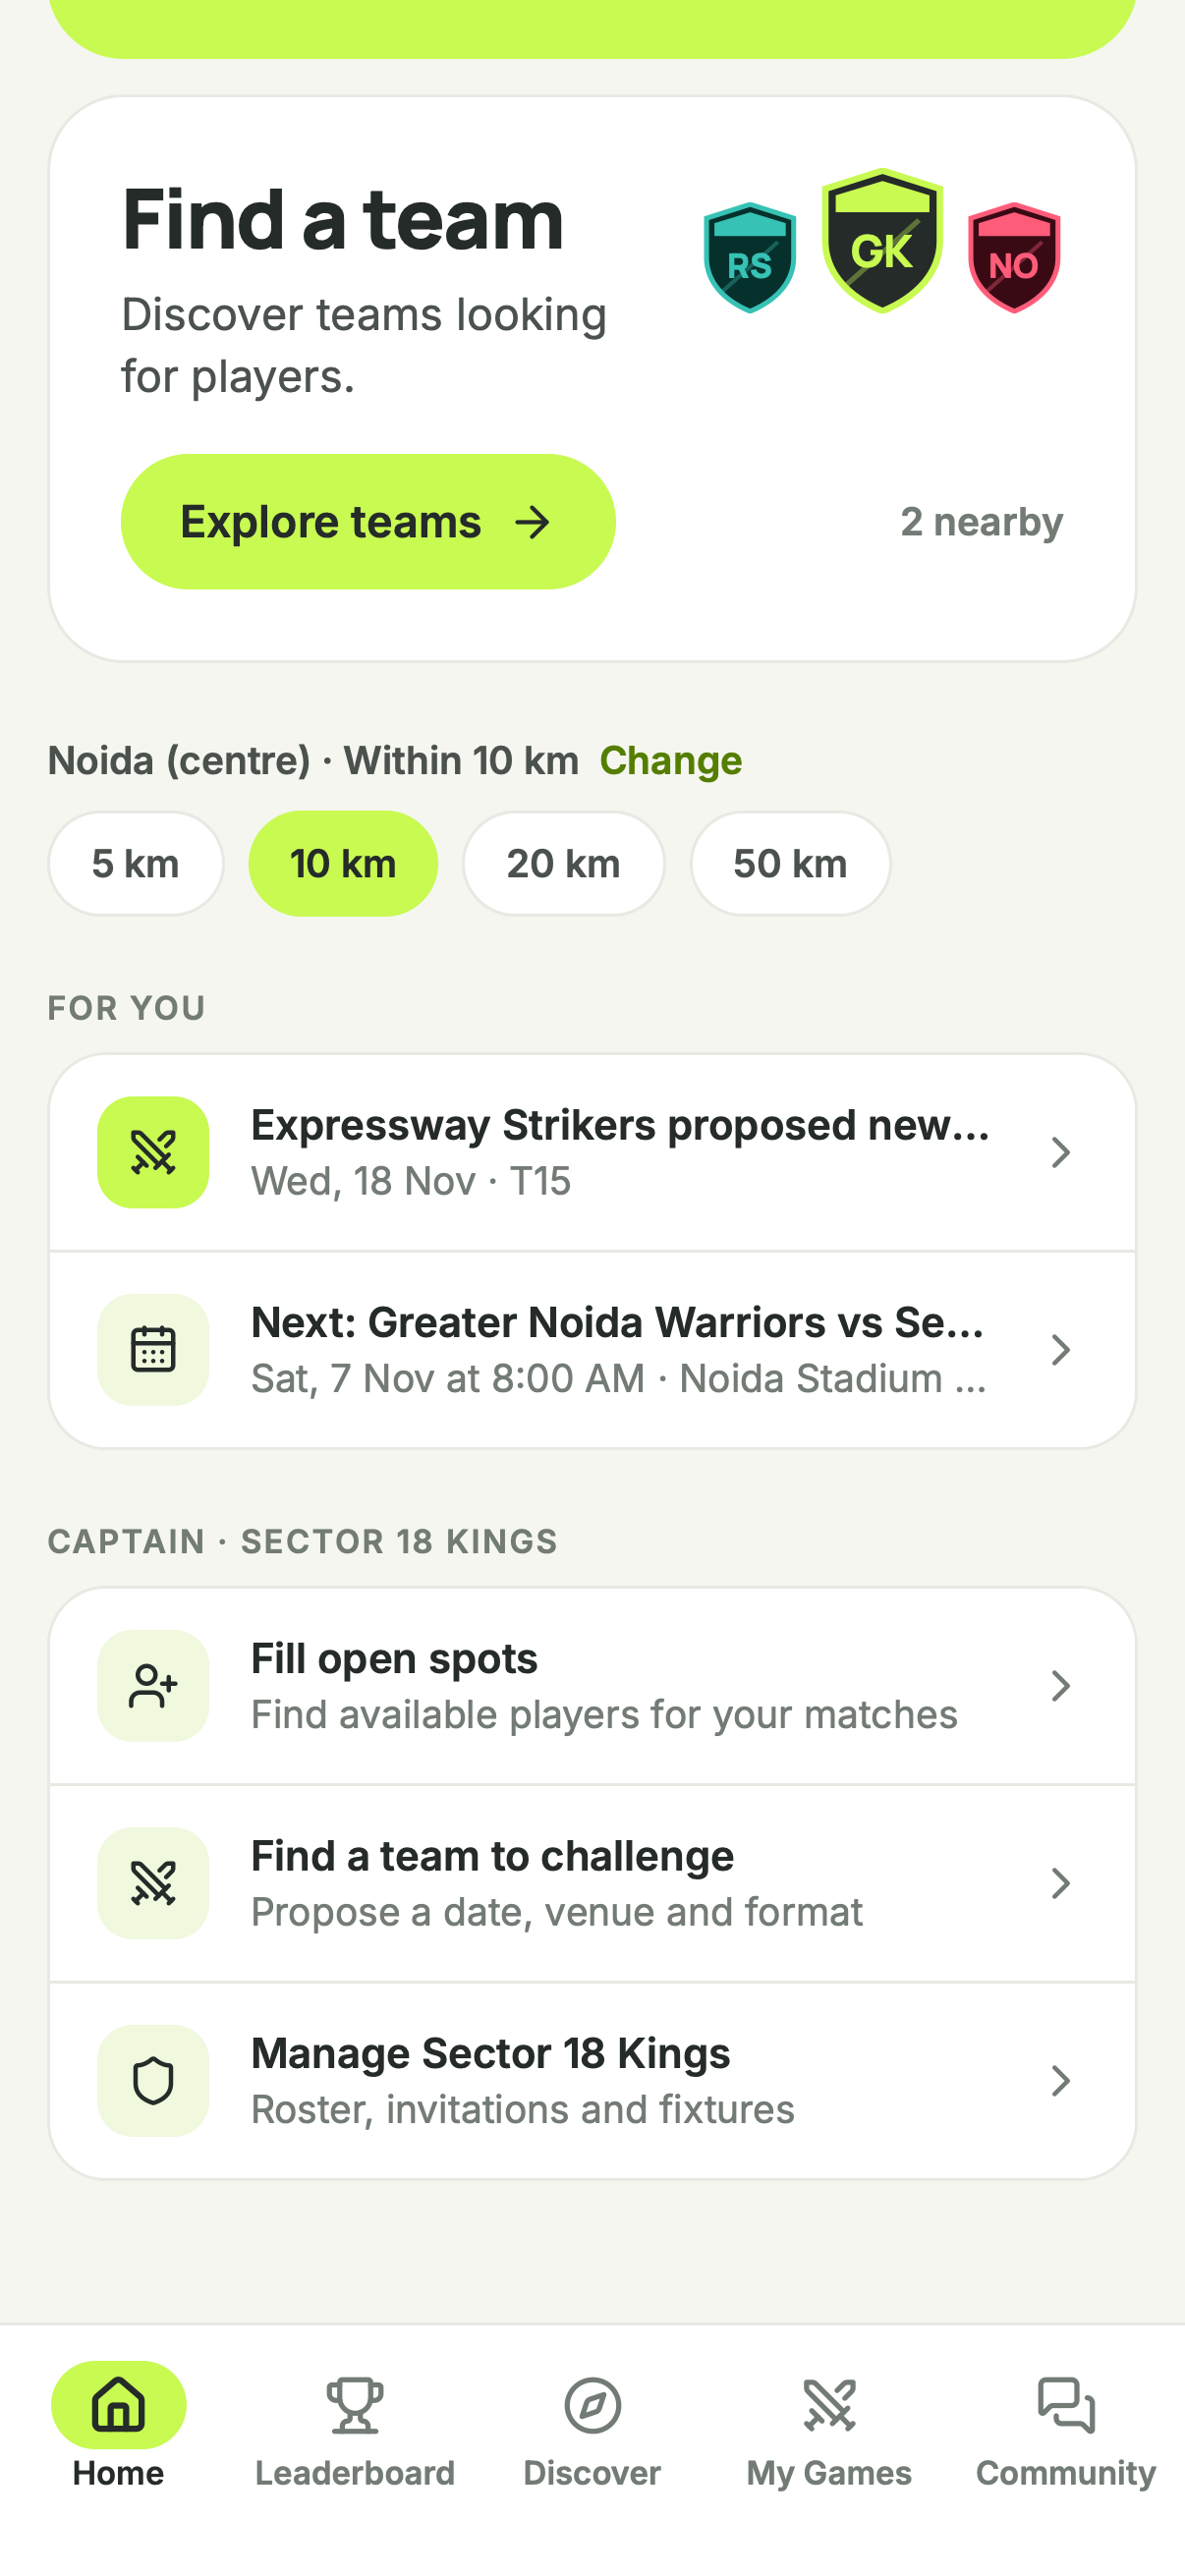 Find a team
RS
GK
NO
Discover teams looking
for players.
Explore teams
2 nearby
Noida (centre) · Within 10 km Change
5 km
10 km
20 km
50 km
FOR YOU
Expressway Strikers proposed new...
Wed, 18 Nov · T15
Next: Greater Noida Warriors vs Se...
Sat, 7 Nov at 8:00 AM · Noida Stadium ...
CAPTAIN · SECTOR 18 KINGS
Fill open spots
Find available players for your matches
Find a team to challenge
Propose a date, venue and format
Manage Sector 18 Kings
Roster, invitations and fixtures
Home
Leaderboard
Discover
My Games
Community